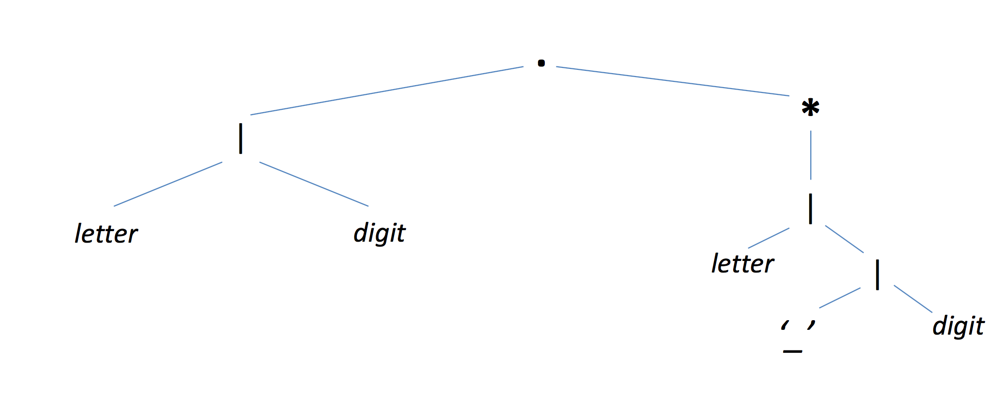 .
*
|
|
letter digit
letter
|
‘_’
digit